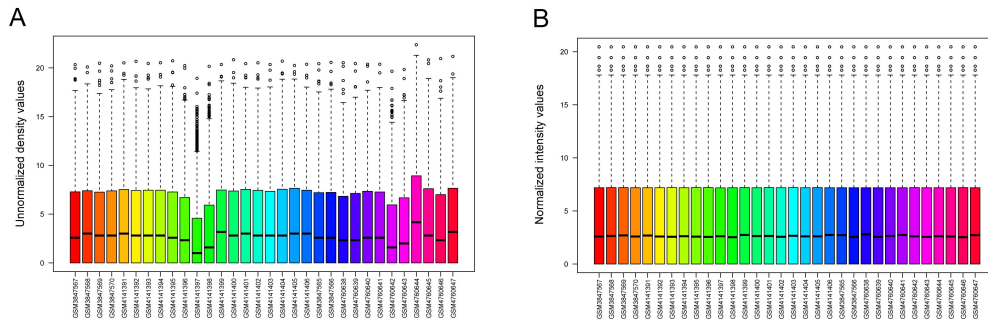 A
Unnormalized density values
20
15
10
5
0
GSM3847567
GSM3847568
GSM3847569
GSM3847570
GSM4141391
GSM4141392
GSM4141393
GSM4141394
GSM4141395
GSM4141396
GSM4141397
GSM4141398
GSM4141399
GSM4141400
GSM4141401
GSM4141402
GSM4141403
GSM4141404
GSM4141405
GSM4141406
GSM3847565
GSM3847566
GSM4760638
GSM4760639
GSM4760640
GSM4760641
GSM4760642
GSM4760643
GSM4760644
GSM4760645
GSM4760646
GSM4760647
B
Normalized intensity values
20
15
10
5
0
GSM3847567
GSM3847568
GSM3847569
GSM3847570
GSM4141391
GSM4141392
GSM4141393
GSM4141394
GSM4141395
GSM4141396
GSM4141397
GSM4141398
GSM4141399
GSM4141400
GSM4141401
GSM4141402
GSM4141403
GSM4141404
GSM4141405
GSM4141406
GSM3847565
GSM3847566
GSM4760638
GSM4760639
GSM4760640
GSM4760641
GSM4760642
GSM4760643
GSM4760644
GSM4760645
GSM4760646
GSM4760647